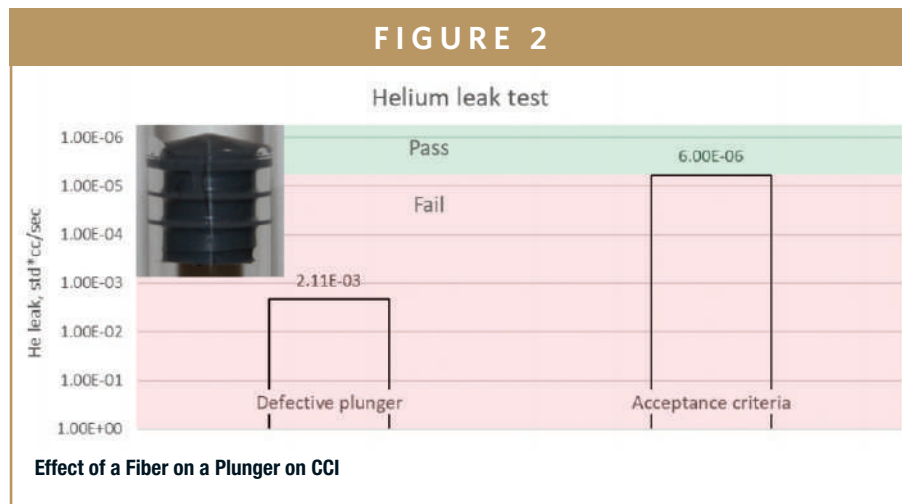 FIGURE 2
Helium leak test
He leak, std*cc/sec
1.00E-06
1.00E-05
1.00E-04
1.00E-03
1.00E-02
1.00E-01
1.00E+00
Pass
Fail
6.00E-06
2.11E-03
Defective plunger
Acceptance criteria
Effect of a Fiber on a Plunger on CCI